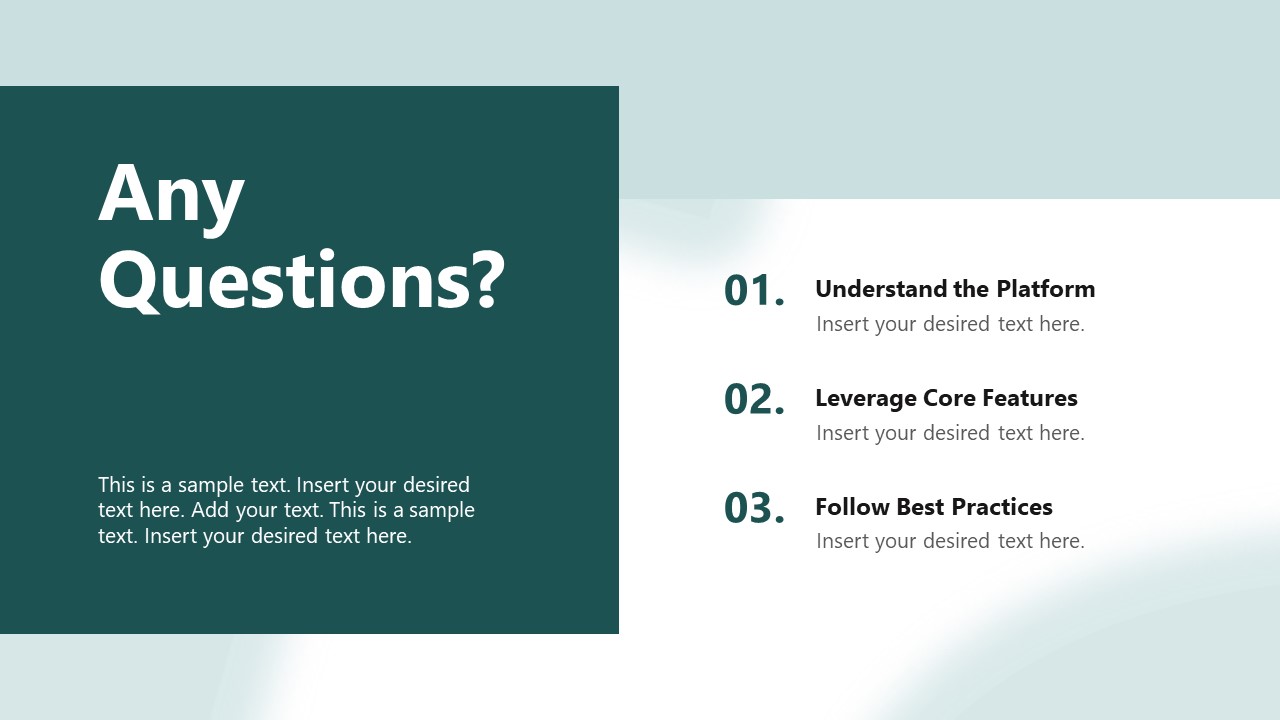 Any
Questions?
This is a sample text. Insert your desired
text here. Add your text. This is a sample
text. Insert your desired text here.
01.
Understand the Platform
Insert your desired text here.
02.
Leverage Core Features
Insert your desired text here.
03.
Follow Best Practices
Insert your desired text here.